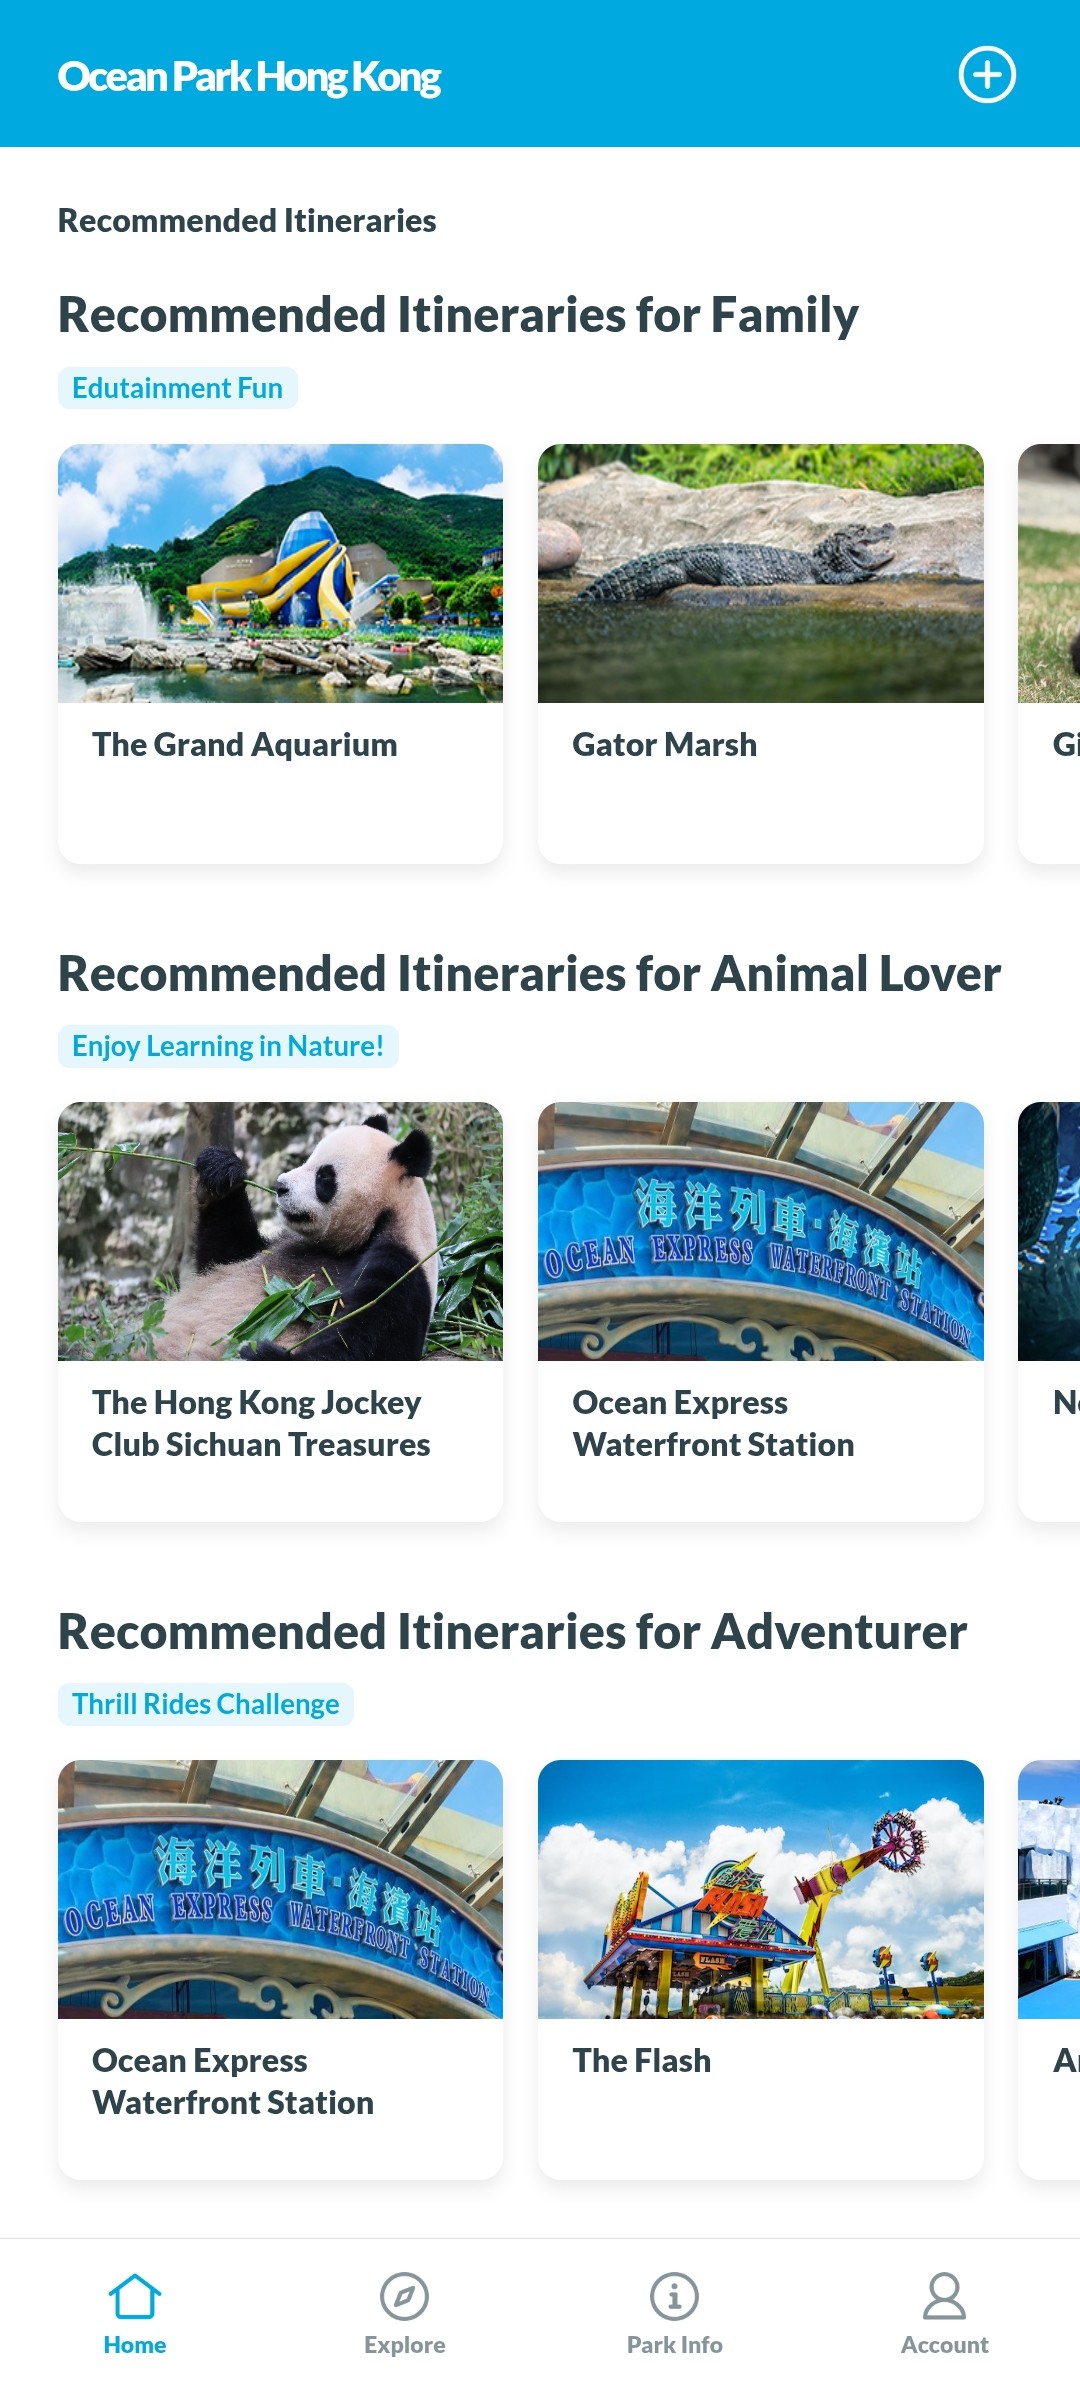 Ocean Park Hong Kong
Recommended Itineraries
Recommended Itineraries for Family
Edutainment Fun
The Grand Aquarium
Gator Marsh
Gi
Recommended Itineraries for Animal Lover
Enjoy Learning in Nature!
海洋列車·海濱站
OCEAN EXPRESS WATERFRONT STATION
The Hong Kong Jockey
Club Sichuan Treasures
Ocean Express
Waterfront Station
Recommended Itineraries for Adventurer
Thrill Rides Challenge
海洋列車·海濱站
OCEAN EXPRESS WATERFRONT STATION
FLASH
FLASH
Ocean Express
Waterfront Station
The Flash
Home
Explore
Park Info
Account